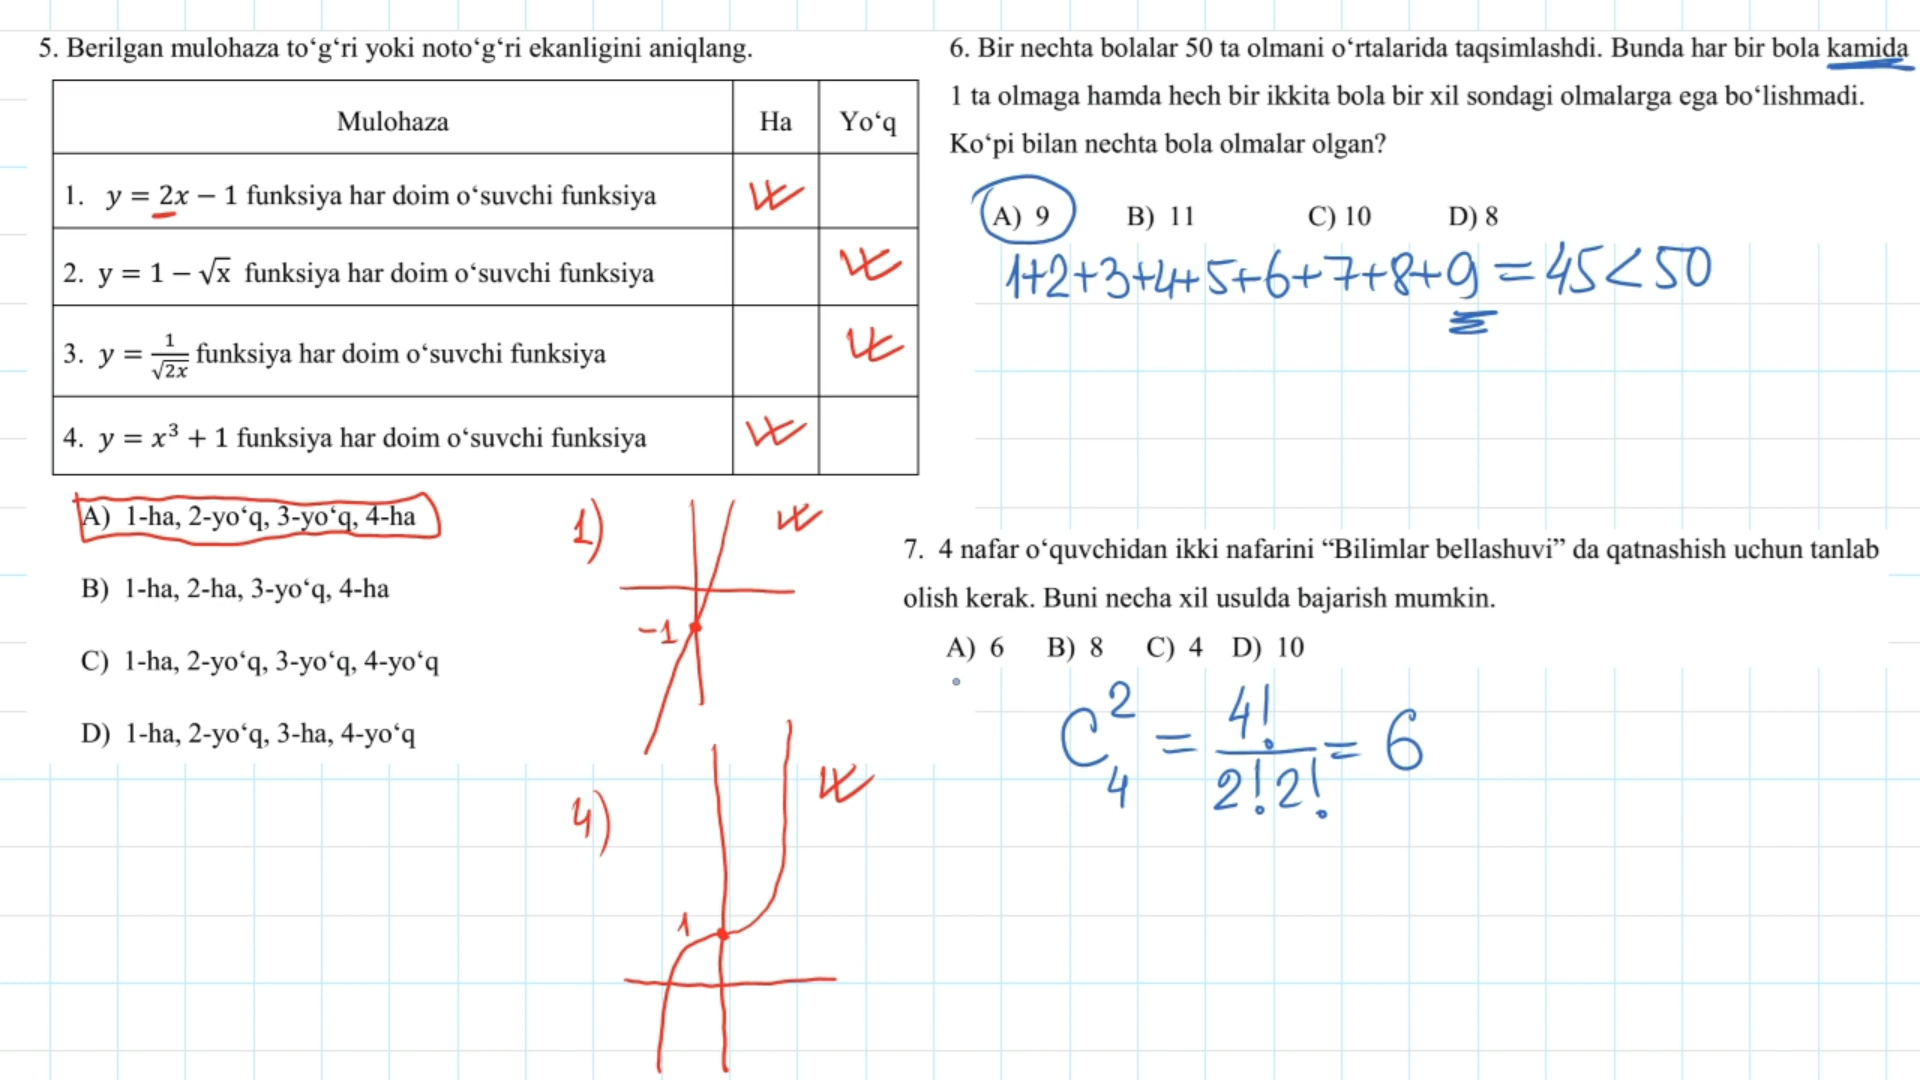 5. Berilgan mulohaza to‘g‘ri yoki noto‘g‘ri ekanligini aniqlang.
Mulohaza Ha Yo‘q
1. y = 2x − 1 funksiya har doim o‘suvchi funksiya
2. y = 1 − √x funksiya har doim o‘suvchi funksiya
3. y = 1/√2x funksiya har doim o‘suvchi funksiya
4. y = x³ + 1 funksiya har doim o‘suvchi funksiya
A) 1-ha, 2-yo‘q, 3-yo‘q, 4-ha
B) 1-ha, 2-ha, 3-yo‘q, 4-ha
C) 1-ha, 2-yo‘q, 3-yo‘q, 4-yo‘q
D) 1-ha, 2-yo‘q, 3-ha, 4-yo‘q
1)
-1
4)
1
6. Bir nechta bolalar 50 ta olmani o‘rtalarida taqsimlashdi. Bunda har bir bola kamida
1 ta olmaga hamda hech bir ikkita bola bir xil sondagi olmalarga ega bo‘lishmadi.
Ko‘pi bilan nechta bola olmalar olgan?
A) 9 B) 11 C) 10 D) 8
1+2+3+4+5+6+7+8+9=45<50
7. 4 nafar o‘quvchidan ikki nafarini “Bilimlar bellashuvi” da qatnashish uchun tanlab
olish kerak. Buni necha xil usulda bajarish mumkin.
A) 6 B) 8 C) 4 D) 10
C₄² = 4!/2!2! = 6